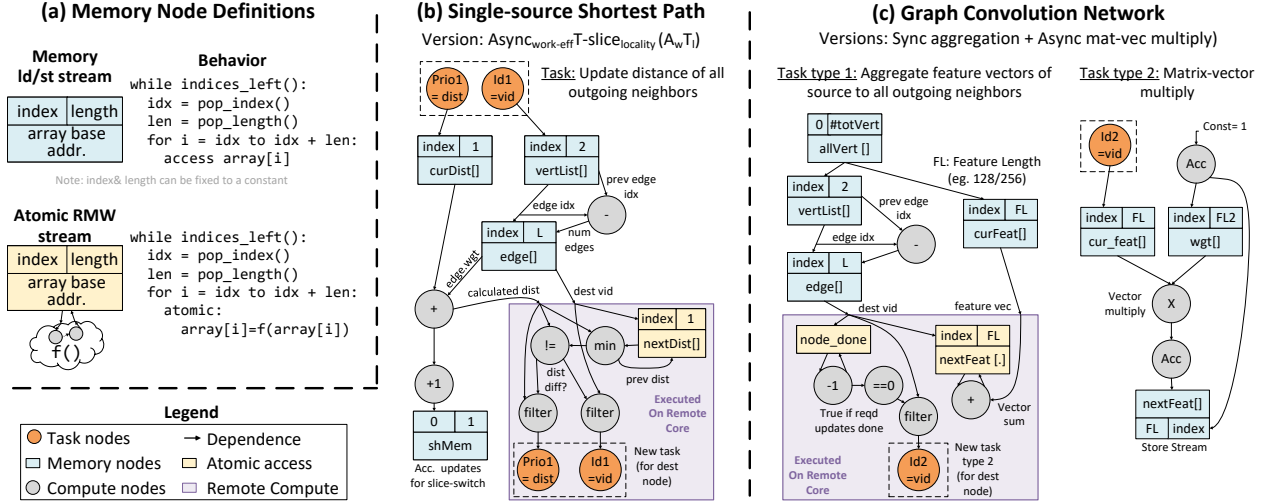 (a) Memory Node Definitions
Memory
ld/st stream
index length
array base
addr.
Behavior
while indices_left():
idx = pop_index()
len = pop_length()
for i = idx to idx + len:
access array[i]
Note: index& length can be fixed to a constant
Atomic RMW
stream
index length
array base
addr.
f()
while indices_left():
idx = pop_index()
len = pop_length()
for i = idx to idx + len:
atomic:
array[i]=f(array[i])
Legend
Task nodes
Dependence
Memory nodes
Atomic access
Compute nodes
Remote Compute
(b) Single-source Shortest Path
Version: Asyncwork-effT-slicelocality (AwTl)
Task: Update distance of all
outgoing neighbors
Prio1
= dist
Id1
=vid
index 1
curDist[]
index 2
vertList[]
prev edge
idx
-
edge idx
num
edges
index L
edge[]
edge.wgt
calculated dist
dest vid
+
index 1
nextDist[]
!=
min
dist
diff?
prev dist
+1
filter
filter
Executed
On Remote
Core
0 1
shMem
Acc. updates
for slice-switch
Prio1
= dist
Id1
=vid
New task
(for dest
node)
(c) Graph Convolution Network
Versions: Sync aggregation + Async mat-vec multiply)
Task type 1: Aggregate feature vectors of
source to all outgoing neighbors
0 #totVert
allVert []
FL: Feature Length
(eg. 128/256)
index 2
vertList[]
prev edge
idx
index FL
curFeat[]
edge idx
-
index L
edge[]
dest vid
feature vec
node_done
index FL
nextFeat [.]
-1
==0
True if reqd
updates done
filter
+
Vector
sum
Executed
On Remote
Core
Id2
=vid
New task
type 2
(for dest
node)
Task type 2: Matrix-vector
multiply
Id2
=vid
Const= 1
Acc
index FL
cur_feat[]
index FL2
wgt[]
Vector
multiply
X
Acc
nextFeat[]
FL index
Store Stream